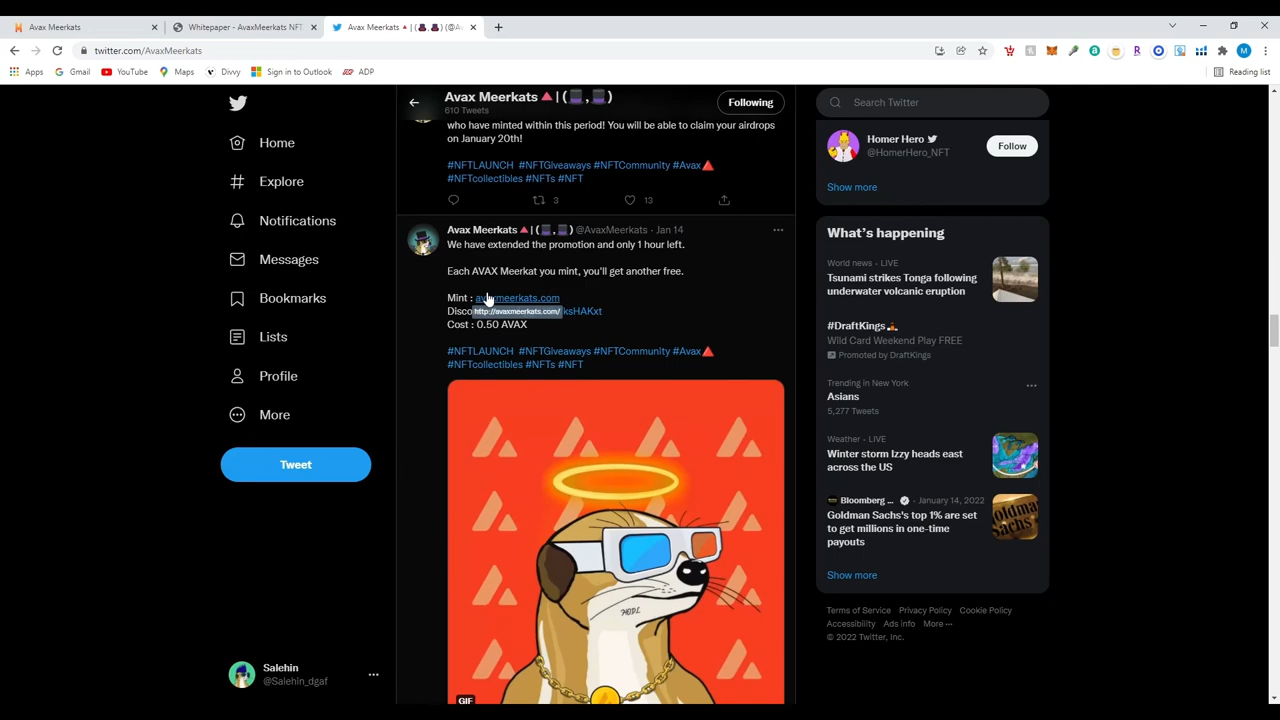 Avax Meerkats
Whitepaper - AvaxMeerkats NFT
Avax Meerkats🔺 | (🎩,🎩) (@Av
twitter.com/AvaxMeerkats
Apps
Gmail
YouTube
Maps
Divvy
Sign in to Outlook
ADP
Reading list
Avax Meerkats🔺 | (🎩,🎩)
610 Tweets
Following
who have minted within this period! You will be able to claim your airdrops
on January 20th!
#NFTLAUNCH #NFTGiveaways #NFTCommunity #Avax🔺
#NFTcollectibles #NFTs #NFT
3
13
Avax Meerkats🔺 | (🎩,🎩) @AvaxMeerkats - Jan 14
We have extended the promotion and only 1 hour left.
Each AVAX Meerkat you mint, you'll get another free.
Mint : avaxmeerkats.com
Disco
http://avaxmeerkats.com/
ksHAKxt
Cost : 0.50 AVAX
#NFTLAUNCH #NFTGiveaways #NFTCommunity #Avax🔺
#NFTcollectibles #NFTs #NFT
HODL
GIF
Home
Explore
Notifications
Messages
Bookmarks
Lists
Profile
More
Tweet
Salehin
@Salehin_dgaf
Search Twitter
Homer Hero
@HomerHero_NFT
Follow
Show more
What's happening
World news · LIVE
Tsunami strikes Tonga following
underwater volcanic eruption
#DraftKings
Wild Card Weekend Play FREE
Promoted by DraftKings
Trending in New York
Asians
5,277 Tweets
Weather · LIVE
Winter storm Izzy heads east
across the US
Bloomberg ... · January 14, 2022
Goldman Sachs's top 1% are set
to get millions in one-time
payouts
Goldman
Sachs
Show more
Terms of Service Privacy Policy Cookie Policy
Accessibility Ads info More ···
© 2022 Twitter, Inc.